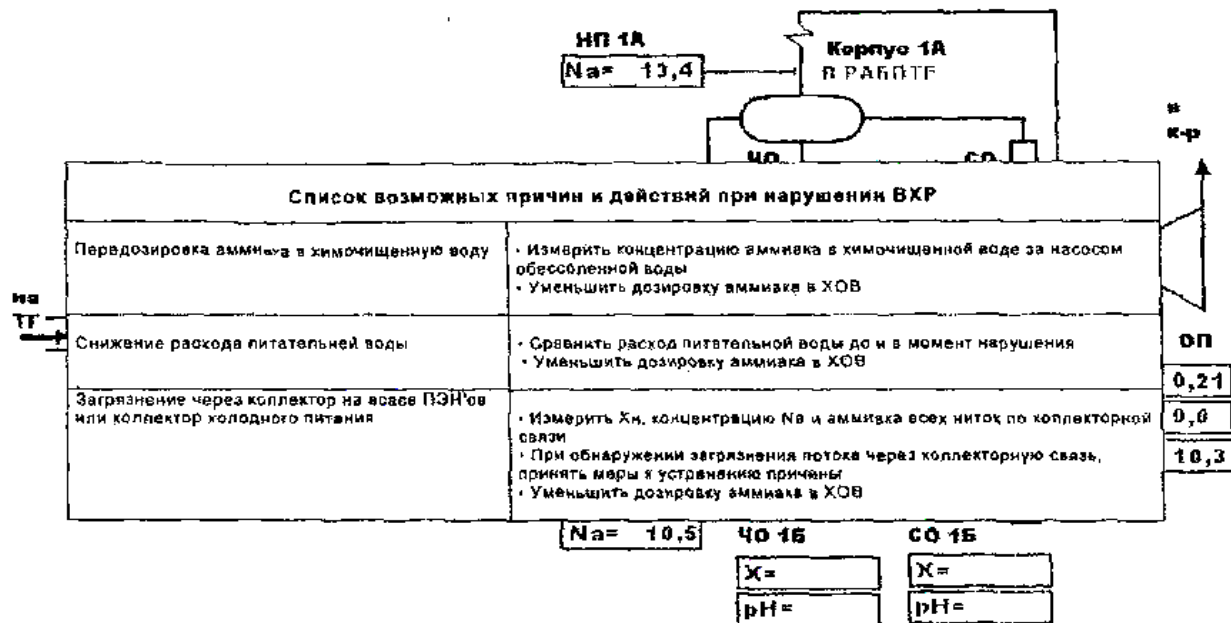 НП 1А
Корпус 1А
Na= 13,4
В РАБОТЕ
в
к-р
ЧО
СО
Список возможных причин и действий при нарушении ВХР
Передозировка аммиака в химочищенную воду
- Измерить концентрацию аммиака в химочищенной воде за насосом
обессоленной воды
- Уменьшить дозировку аммиака в ХОВ
на
ТГ
Снижение расхода питательней воды
- Сравнить расход питательной воды до и в момент нарушения
- Уменьшить дозировку аммиака в ХОВ
ОП
0,21
Загрязнение через коллектор на всасе ПЭН'ов
или коллектор холодного питания
- Измерить Хн, концентрацию Na и аммиака всех ниток по коллекторной
связи
- При обнаружении загрязнения потока через коллекторную связь,
принять меры к устранению причины
- Уменьшить дозировку аммиака в ХОВ
10,3
Na= 10,5
ЧО 1Б
СО 1Б
Х=
Х=
pH=
pH=